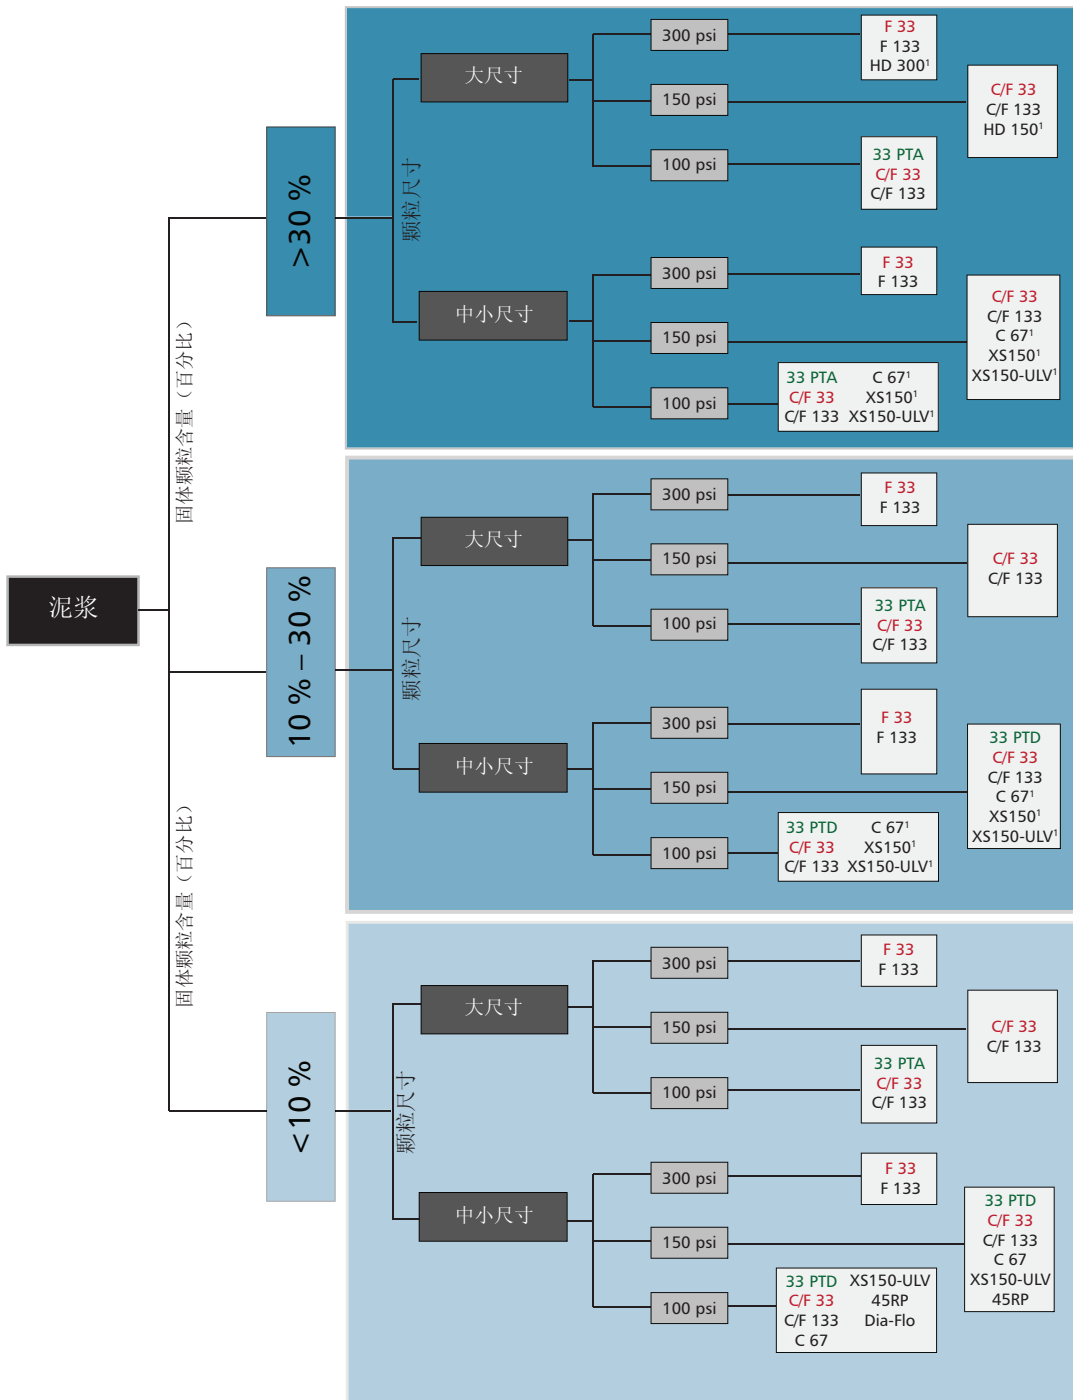 泥浆
固体颗粒含量（百分比）
固体颗粒含量（百分比）
>30 %
颗粒尺寸
大尺寸
300 psi
F 33
F 133
HD 300¹
150 psi
C/F 33
C/F 133
HD 150¹
100 psi
33 PTA
C/F 33
C/F 133
中小尺寸
300 psi
F 33
F 133
150 psi
C/F 33
C/F 133
C 67¹
XS150¹
XS150-ULV¹
100 psi
33 PTA C 67¹
C/F 33 XS150¹
C/F 133 XS150-ULV¹
10 % – 30 %
颗粒尺寸
大尺寸
300 psi
F 33
F 133
150 psi
C/F 33
C/F 133
100 psi
33 PTA
C/F 33
C/F 133
中小尺寸
300 psi
F 33
F 133
150 psi
33 PTD
C/F 33
C/F 133
C 67¹
XS150¹
XS150-ULV¹
100 psi
33 PTD C 67¹
C/F 33 XS150¹
C/F 133 XS150-ULV¹
<10 %
颗粒尺寸
大尺寸
300 psi
F 33
F 133
150 psi
C/F 33
C/F 133
100 psi
33 PTA
C/F 33
C/F 133
中小尺寸
300 psi
F 33
F 133
150 psi
33 PTD
C/F 33
C/F 133
C 67
XS150-ULV
45RP
100 psi
33 PTD XS150-ULV
C/F 33 45RP
C/F 133 Dia-Flo
C 67